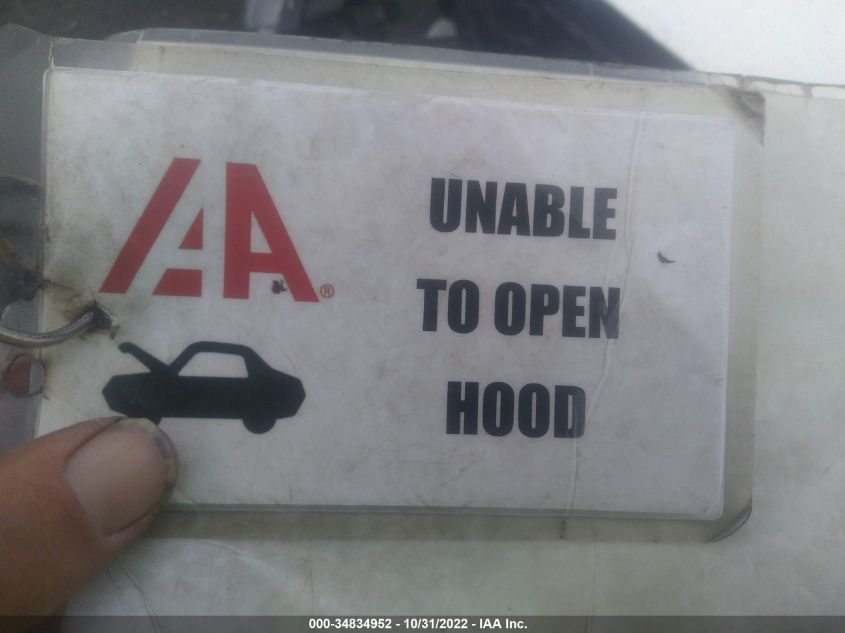 IAA®
UNABLE
TO OPEN
HOOD
000-34834952 - 10/31/2022 - IAA Inc.